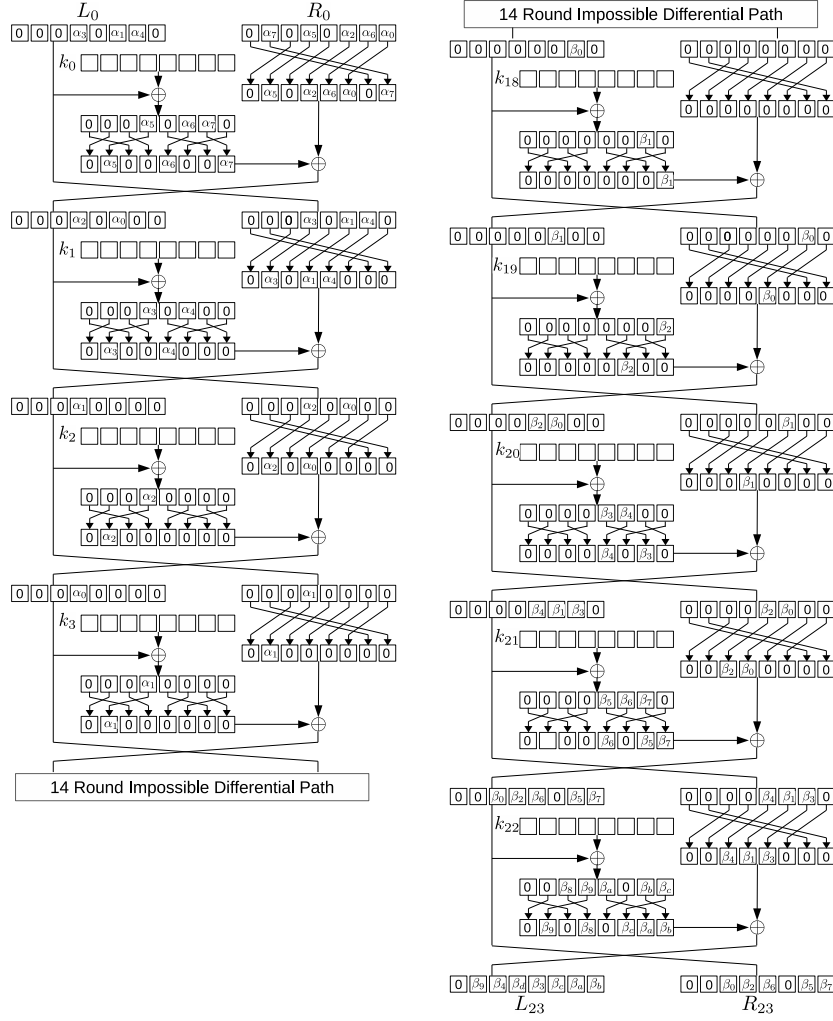 L₀ R₀
0 0 0 α₃ 0 α₁ α₄ 0 0 α₇ 0 α₅ 0 α₂ α₆ α₀
k₀
0 α₅ 0 α₂ α₆ α₀ 0 α₇
0 0 0 α₅ 0 α₆ α₇ 0
0 α₅ 0 0 α₆ 0 0 α₇
0 0 0 α₂ 0 α₀ 0 0 0 0 0 α₃ 0 α₁ α₄ 0
k₁
0 α₃ 0 α₁ α₄ 0 0 0
0 0 0 α₃ 0 α₄ 0 0
0 α₃ 0 0 α₄ 0 0 0
0 0 0 α₁ 0 0 0 0 0 0 0 α₂ 0 α₀ 0 0
k₂
0 α₂ 0 α₀ 0 0 0 0
0 0 0 α₂ 0 0 0 0
0 α₂ 0 0 0 0 0 0
0 0 0 α₀ 0 0 0 0 0 0 0 α₁ 0 0 0 0
k₃
0 α₁ 0 0 0 0 0 0
0 0 0 α₁ 0 0 0 0
0 α₁ 0 0 0 0 0 0
14 Round Impossible Differential Path
14 Round Impossible Differential Path
0 0 0 0 0 0 β₀ 0 0 0 0 0 0 0 0 0
k₁₈
0 0 0 0 0 0 0 0
0 0 0 0 0 0 β₁ 0
0 0 0 0 0 0 0 β₁
0 0 0 0 0 β₁ 0 0 0 0 0 0 0 0 β₀ 0
k₁₉
0 0 0 0 β₀ 0 0 0
0 0 0 0 0 0 0 β₂
0 0 0 0 0 β₂ 0 0
0 0 0 0 β₂ β₀ 0 0 0 0 0 0 0 β₁ 0 0
k₂₀
0 0 0 β₁ 0 0 0 0
0 0 0 0 β₃ β₄ 0 0
0 0 0 0 β₄ 0 β₃ 0
0 0 0 0 β₄ β₁ β₃ 0 0 0 0 0 β₂ β₀ 0 0
k₂₁
0 0 β₂ β₀ 0 0 0 0
0 0 0 0 β₅ β₆ β₇ 0
0 0 0 β₆ 0 β₅ β₇
0 0 β₀ β₂ β₆ 0 β₅ β₇ 0 0 0 0 β₄ β₁ β₃ 0
k₂₂
0 0 β₄ β₁ β₃ 0 0 0
0 0 β₈ β₉ βₐ 0 β_b β_c
0 β₉ 0 β₈ 0 β_c βₐ β_b
0 β₉ β₄ β_d β₃ β_c βₐ β_b 0 0 β₀ β₂ β₆ 0 β₅ β₇
L₂₃ R₂₃